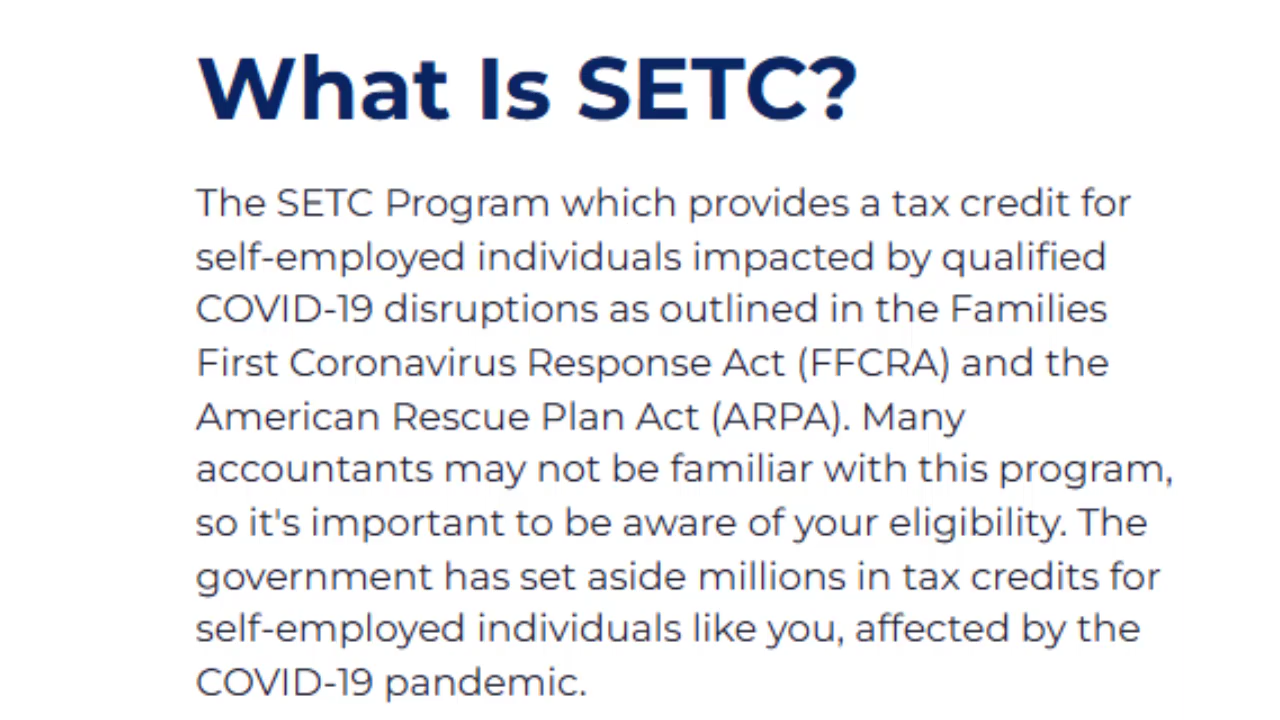 What Is SETC?
The SETC Program which provides a tax credit for
self-employed individuals impacted by qualified
COVID-19 disruptions as outlined in the Families
First Coronavirus Response Act (FFCRA) and the
American Rescue Plan Act (ARPA). Many
accountants may not be familiar with this program,
so it's important to be aware of your eligibility. The
government has set aside millions in tax credits for
self-employed individuals like you, affected by the
COVID-19 pandemic.